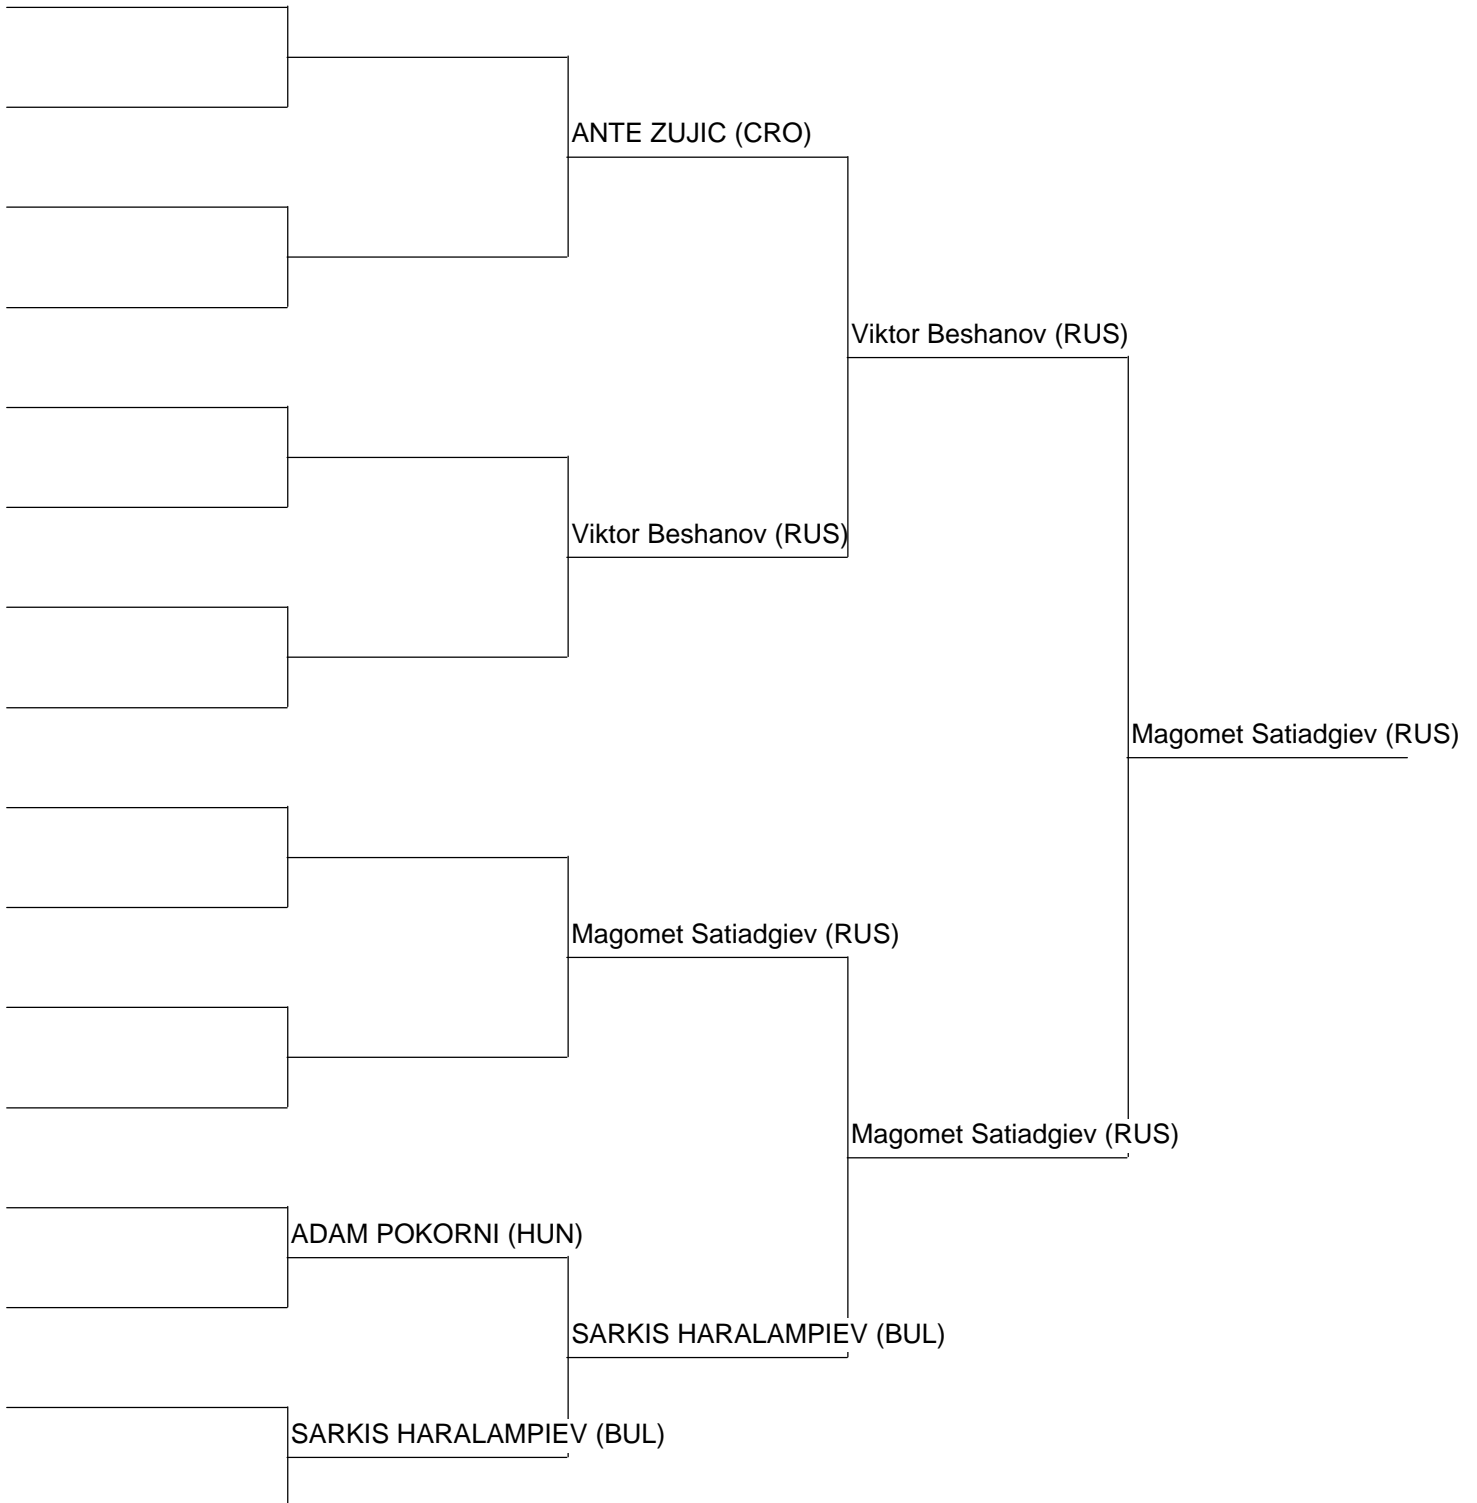 ANTE ZUJIC (CRO)
Viktor Beshanov (RUS)
Viktor Beshanov (RUS)
Magomet Satiadgiev (RUS)
Magomet Satiadgiev (RUS)
Magomet Satiadgiev (RUS)
ADAM POKORNI (HUN)
SARKIS HARALAMPIEV (BUL)
SARKIS HARALAMPIEV (BUL)